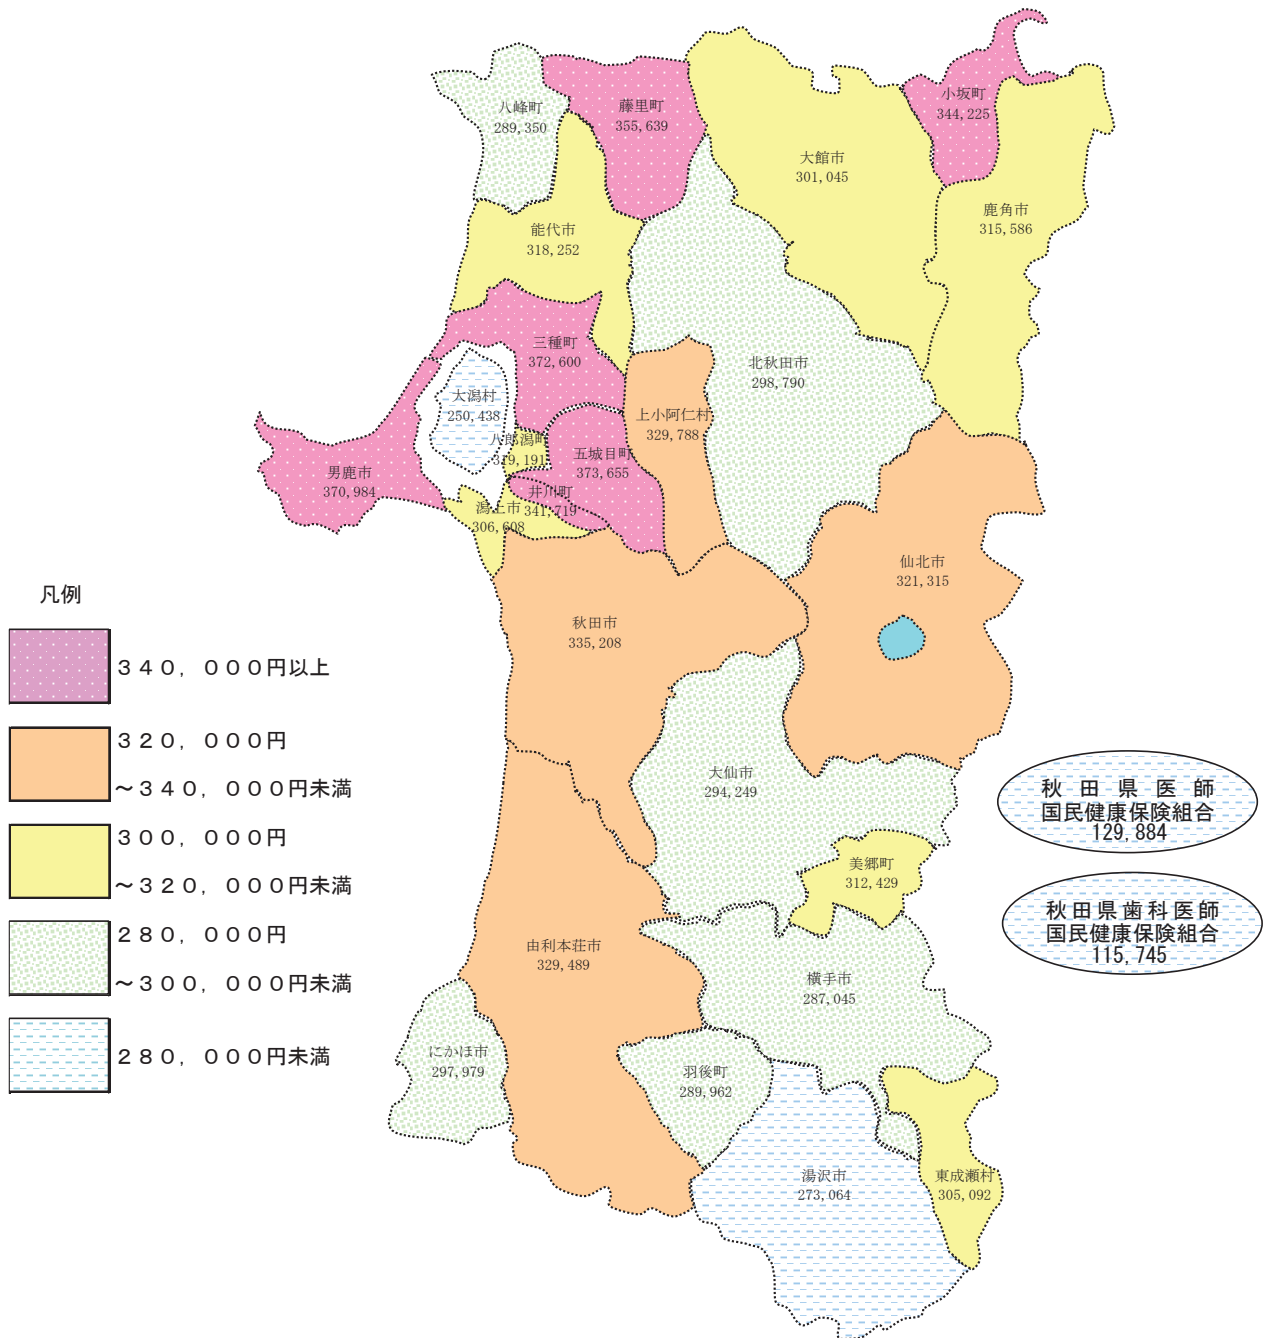 八峰町
289,350
藤里町
355,639
小坂町
344,225
大館市
301,045
鹿角市
315,586
能代市
318,252
三種町
372,600
北秋田市
298,790
大潟村
250,438
上小阿仁村
329,788
八郎潟町
319,191
五城目町
373,655
男鹿市
370,984
井川町
341,719
潟上市
306,608
仙北市
321,315
凡例
秋田市
335,208
340,000円以上
320,000円
～340,000円未満
300,000円
～320,000円未満
280,000円
～300,000円未満
280,000円未満
大仙市
294,249
秋田県医師
国民健康保険組合
129,884
美郷町
312,429
秋田県歯科医師
国民健康保険組合
115,745
由利本荘市
329,489
横手市
287,045
にかほ市
297,979
羽後町
289,962
湯沢市
273,064
東成瀬村
305,092